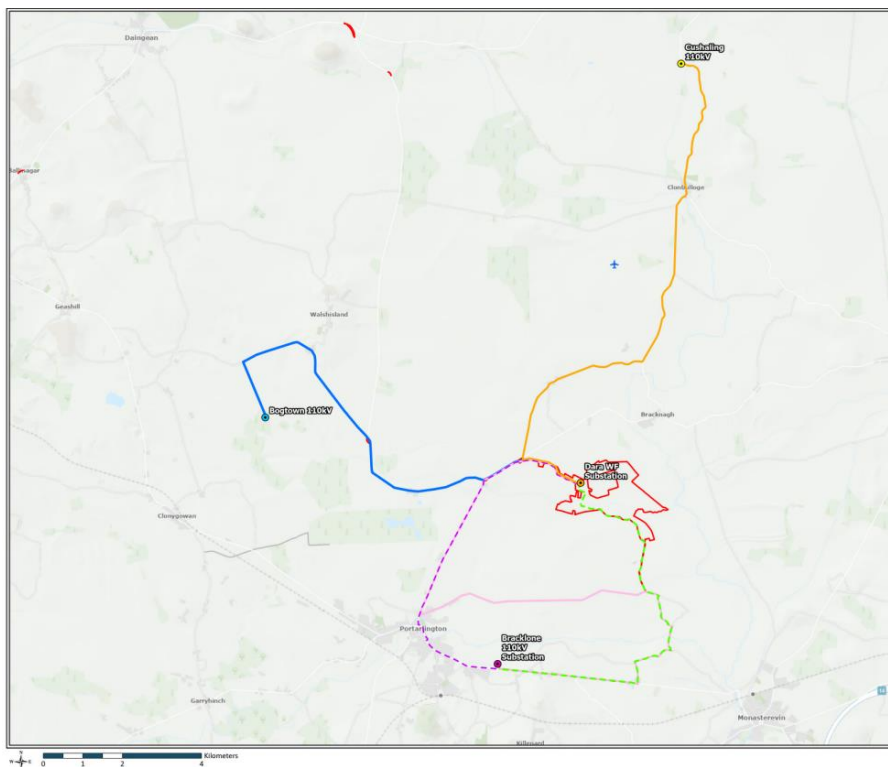 Daingean
Cushaling
110kV
Clonbulloge
Geashill
Walshisland
Bogtown 110kV
Bracknagh
Dara WF
Substation
Clonygowan
Portarlington
Bracklone
110kV
Substation
Garryhinch
Monasterevin
Killenard
N
W
E
S
Kilometers
0
1
2
4